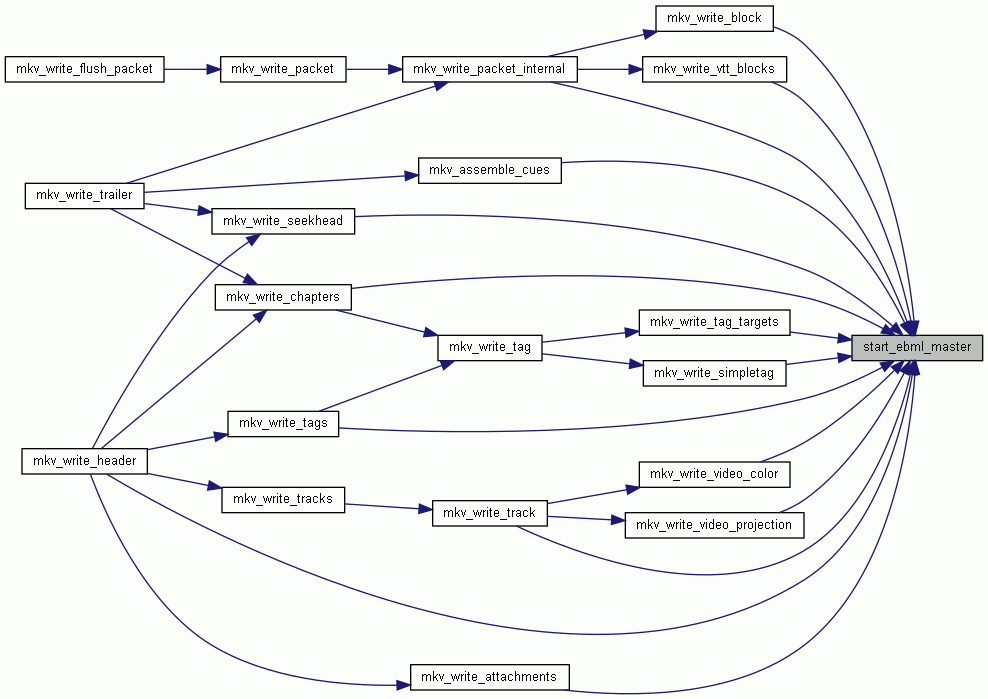 mkv_write_block
mkv_write_flush_packet
mkv_write_packet
mkv_write_packet_internal
mkv_write_vtt_blocks
mkv_assemble_cues
mkv_write_trailer
mkv_write_seekhead
mkv_write_chapters
mkv_write_tag_targets
mkv_write_tag
start_ebml_master
mkv_write_simpletag
mkv_write_tags
mkv_write_header
mkv_write_video_color
mkv_write_tracks
mkv_write_track
mkv_write_video_projection
mkv_write_attachments